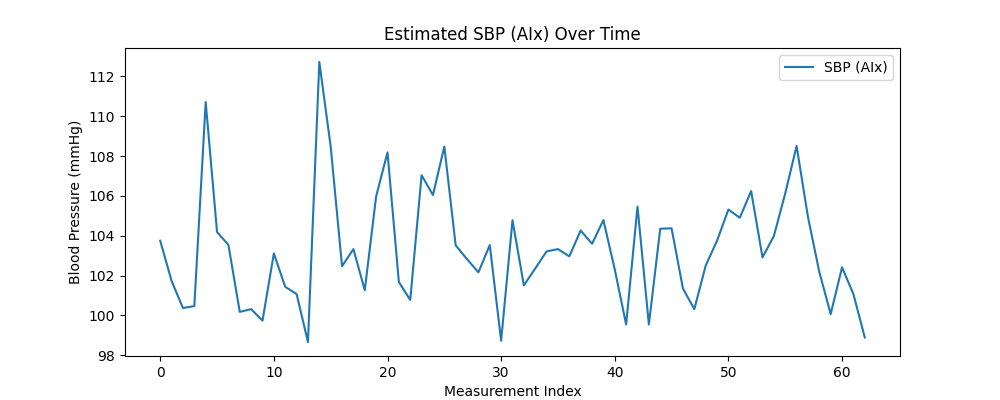 Estimated SBP (AIx) Over Time
SBP (AIx)
Blood Pressure (mmHg)
112
110
108
106
104
102
100
98
0 10 20 30 40 50 60
Measurement Index